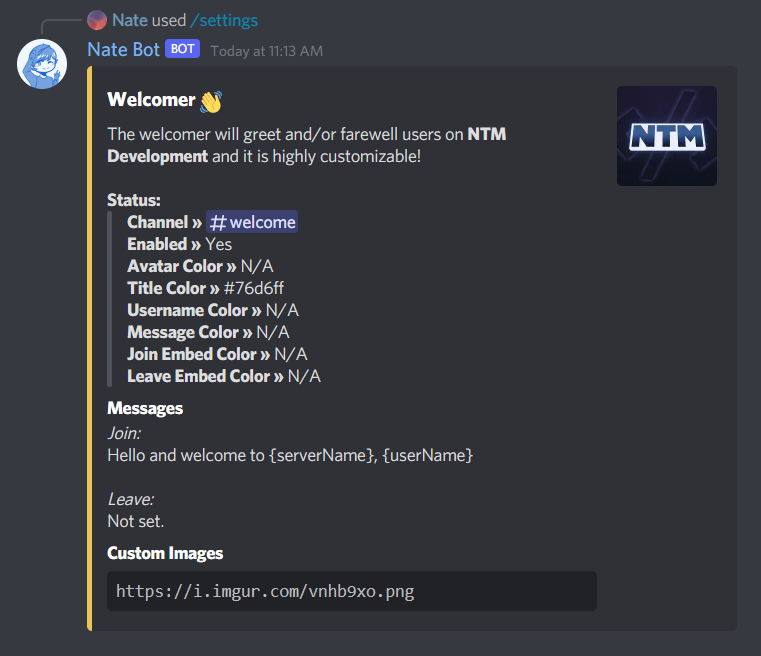 Nate used /settings
Nate Bot BOT Today at 11:13 AM
Welcomer 👋
NTM
The welcomer will greet and/or farewell users on NTM
Development and it is highly customizable!
Status:
Channel » # welcome
Enabled » Yes
Avatar Color » N/A
Title Color » #76d6ff
Username Color » N/A
Message Color » N/A
Join Embed Color » N/A
Leave Embed Color » N/A
Messages
Join:
Hello and welcome to {serverName}, {userName}
Leave:
Not set.
Custom Images
https://i.imgur.com/vnhb9xo.png